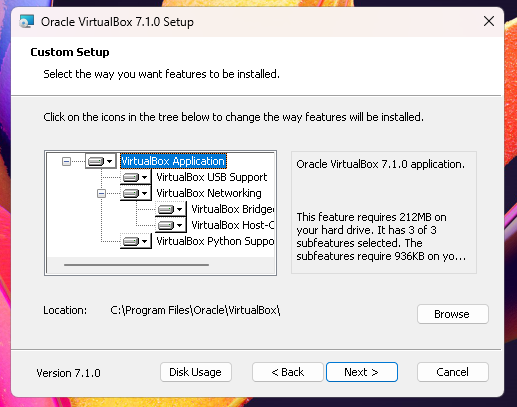 Oracle VirtualBox 7.1.0 Setup
Custom Setup
Select the way you want features to be installed.
Click on the icons in the tree below to change the way features will be installed.
VirtualBox Application
VirtualBox USB Support
VirtualBox Networking
VirtualBox Bridge
VirtualBox Host-C
VirtualBox Python Suppo
Oracle VirtualBox 7.1.0 application.
This feature requires 212MB on
your hard drive. It has 3 of 3
subfeatures selected. The
subfeatures require 936KB on yo...
Location: C:\Program Files\Oracle\VirtualBox\
Browse
Version 7.1.0
Disk Usage
< Back
Next >
Cancel